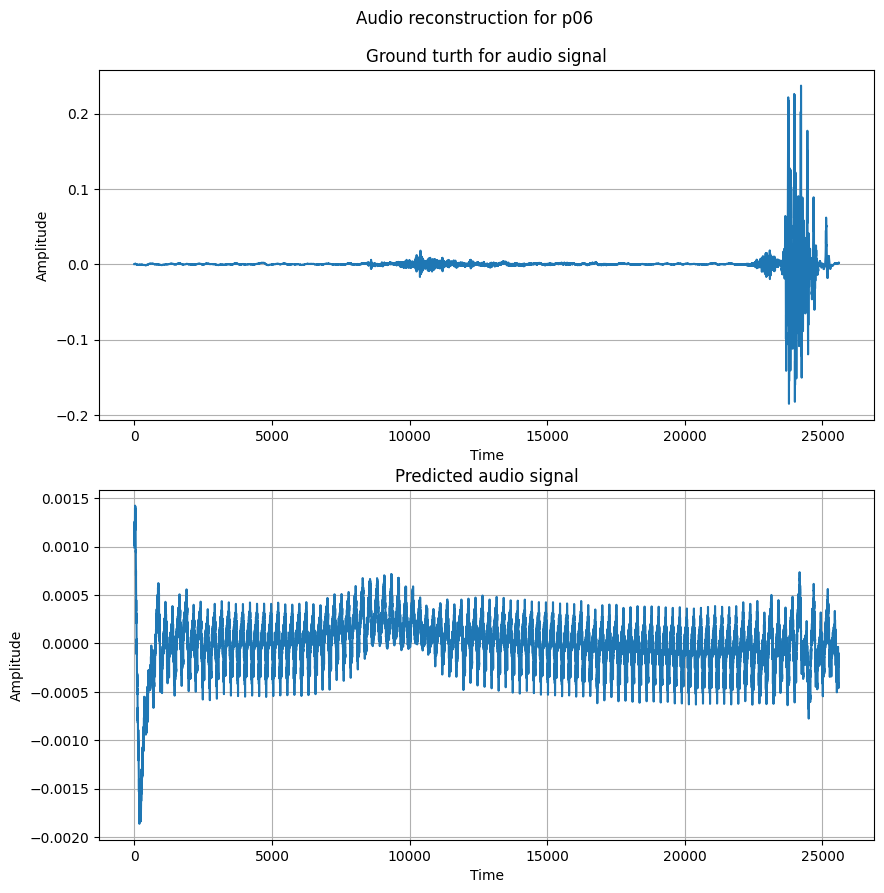 Audio reconstruction for p06
Ground turth for audio signal
0.2
0.1
0.0
−0.1
−0.2
Amplitude
0 5000 10000 15000 20000 25000
Time
Predicted audio signal
0.0015
0.0010
0.0005
0.0000
−0.0005
−0.0010
−0.0015
−0.0020
Amplitude
0 5000 10000 15000 20000 25000
Time